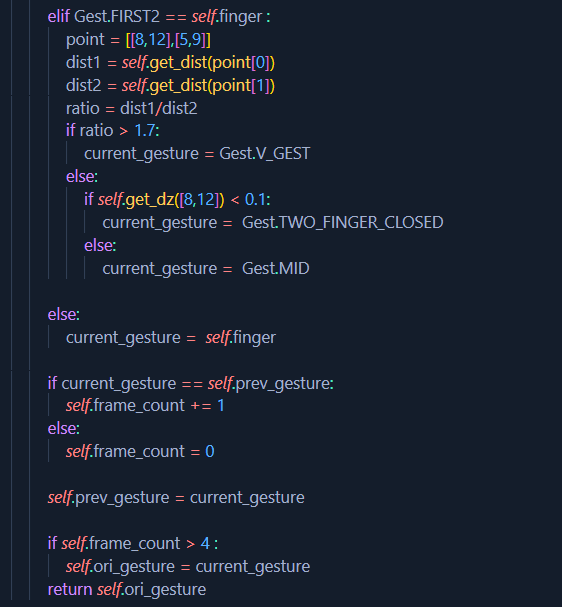 elif Gest.FIRST2 == self.finger :
point = [[8,12],[5,9]]
dist1 = self.get_dist(point[0])
dist2 = self.get_dist(point[1])
ratio = dist1/dist2
if ratio > 1.7:
current_gesture = Gest.V_GEST
else:
if self.get_dz([8,12]) < 0.1:
current_gesture =  Gest.TWO_FINGER_CLOSED
else:
current_gesture =  Gest.MID
else:
current_gesture =  self.finger
if current_gesture == self.prev_gesture:
self.frame_count += 1
else:
self.frame_count = 0
self.prev_gesture = current_gesture
if self.frame_count > 4 :
self.ori_gesture = current_gesture
return self.ori_gesture